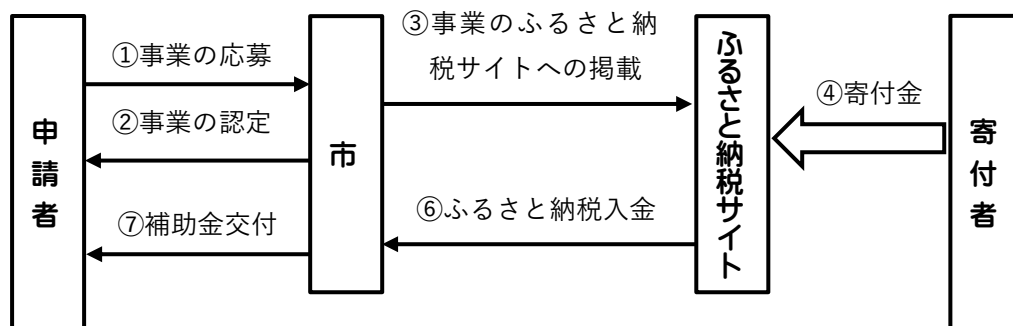 申請者
①事業の応募
②事業の認定
⑦補助金交付
市
③事業のふるさと納
税サイトへの掲載
⑥ふるさと納税入金
ふるさと納税サイト
④寄付金
寄付者